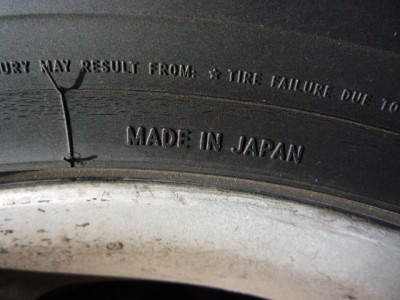 URY MAY RESULT FROM: ☆ TIRE FAILURE DUE TO
MADE IN JAPAN